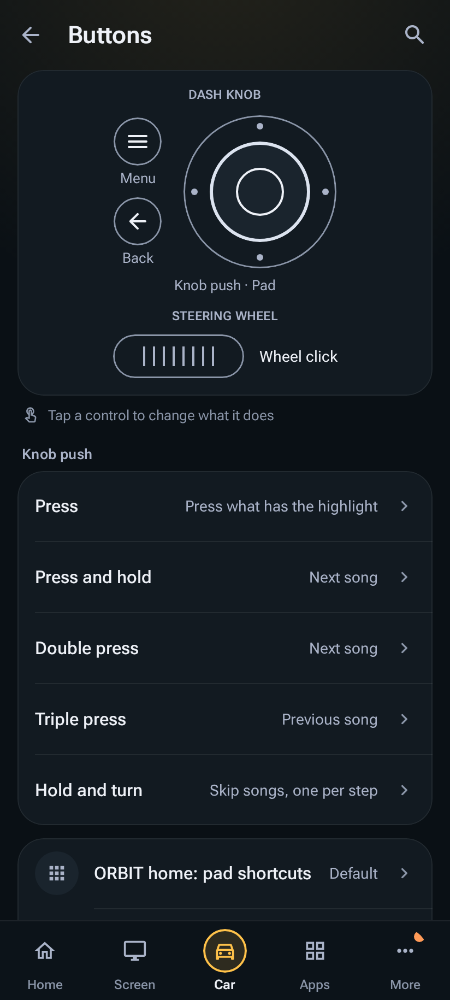 Buttons
DASH KNOB
Menu
Back
Knob push · Pad
STEERING WHEEL
Wheel click
Tap a control to change what it does
Knob push
Press Press what has the highlight
Press and hold Next song
Double press Next song
Triple press Previous song
Hold and turn Skip songs, one per step
ORBIT home: pad shortcuts Default
Home Screen Car Apps More